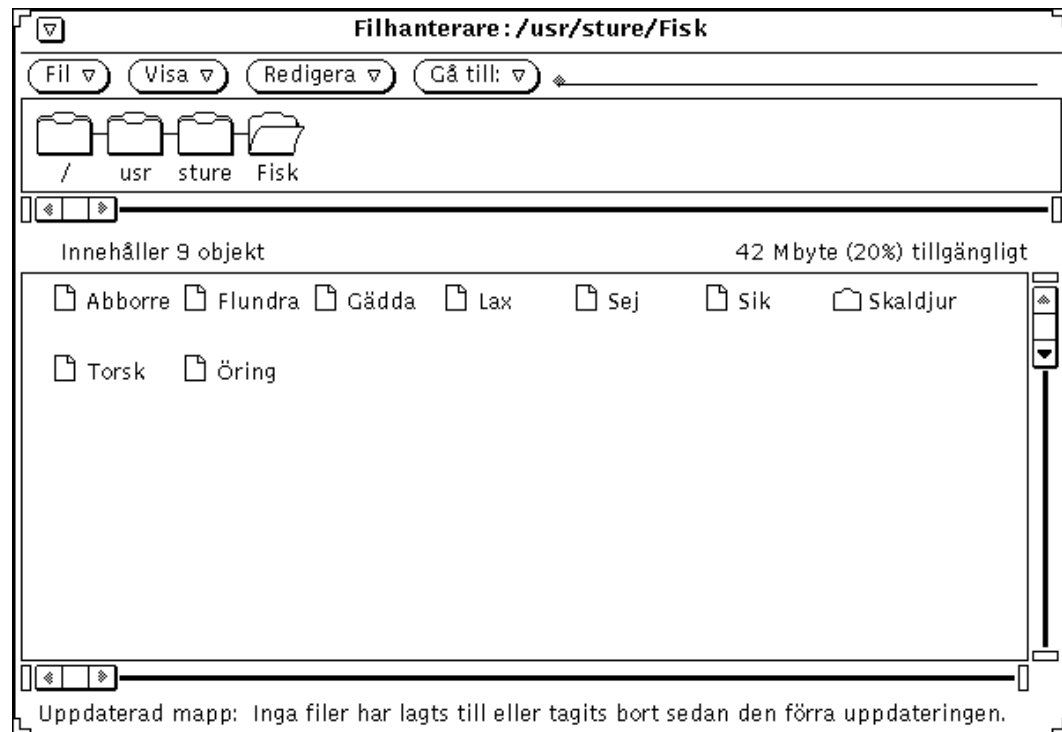 Filhanterare:/usr/sture/Fisk
Fil Visa Redigera Gå till:
/ usr sture Fisk
Innehåller 9 objekt 42 Mbyte (20%) tillgängligt
Abborre Flundra Gädda Lax Sej Sik Skaldjur
Torsk Öring
Uppdaterad mapp: Inga filer har lagts till eller tagits bort sedan den förra uppdateringen.